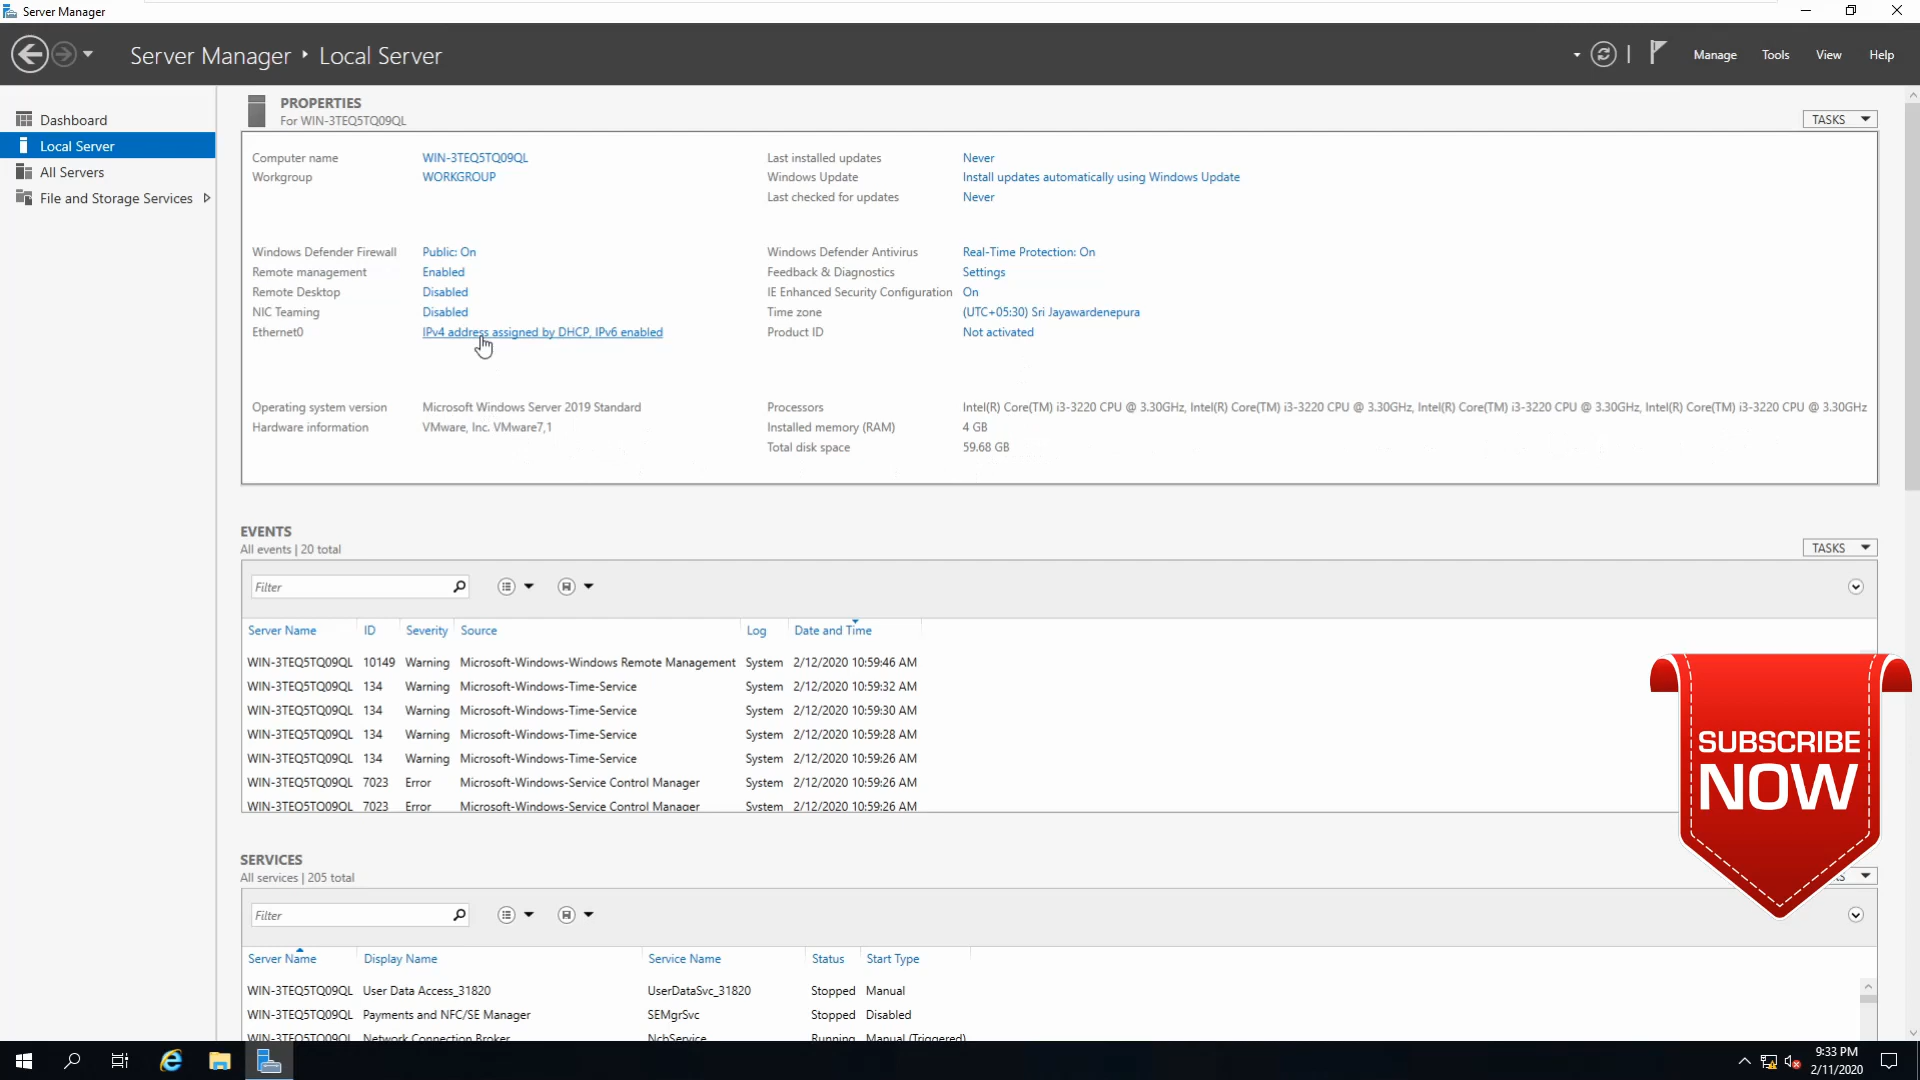 Server Manager
Server Manager ‣ Local Server
Manage Tools View Help
Dashboard
Local Server
All Servers
File and Storage Services
PROPERTIES
For WIN-3TEQ5TQ09QL
TASKS
Computer name WIN-3TEQ5TQ09QL Last installed updates Never
Workgroup WORKGROUP Windows Update Install updates automatically using Windows Update
Last checked for updates Never
Windows Defender Firewall Public: On Windows Defender Antivirus Real-Time Protection: On
Remote management Enabled Feedback & Diagnostics Settings
Remote Desktop Disabled IE Enhanced Security Configuration On
NIC Teaming Disabled Time zone (UTC+05:30) Sri Jayawardenepura
Ethernet0 IPv4 address assigned by DHCP, IPv6 enabled Product ID Not activated
Operating system version Microsoft Windows Server 2019 Standard Processors Intel(R) Core(TM) i3-3220 CPU @ 3.30GHz, Intel(R) Core(TM) i3-3220 CPU @ 3.30GHz, Intel(R) Core(TM) i3-3220 CPU @ 3.30GHz, Intel(R) Core(TM) i3-3220 CPU @ 3.30GHz
Hardware information VMware, Inc. VMware7,1 Installed memory (RAM) 4 GB
Total disk space 59.68 GB
EVENTS
All events | 20 total
TASKS
Filter
Server Name ID Severity Source Log Date and Time
WIN-3TEQ5TQ09QL 10149 Warning Microsoft-Windows-Windows Remote Management System 2/12/2020 10:59:46 AM
WIN-3TEQ5TQ09QL 134 Warning Microsoft-Windows-Time-Service System 2/12/2020 10:59:32 AM
WIN-3TEQ5TQ09QL 134 Warning Microsoft-Windows-Time-Service System 2/12/2020 10:59:30 AM
WIN-3TEQ5TQ09QL 134 Warning Microsoft-Windows-Time-Service System 2/12/2020 10:59:28 AM
WIN-3TEQ5TQ09QL 134 Warning Microsoft-Windows-Time-Service System 2/12/2020 10:59:26 AM
WIN-3TEQ5TQ09QL 7023 Error Microsoft-Windows-Service Control Manager System 2/12/2020 10:59:26 AM
WIN-3TEQ5TQ09QL 7023 Error Microsoft-Windows-Service Control Manager System 2/12/2020 10:59:26 AM
SUBSCRIBE
NOW
SERVICES
All services | 205 total
Filter
Server Name Display Name Service Name Status Start Type
WIN-3TEQ5TQ09QL User Data Access_31820 UserDataSvc_31820 Stopped Manual
WIN-3TEQ5TQ09QL Payments and NFC/SE Manager SEMgrSvc Stopped Disabled
WIN-3TEQ5TQ09QL Network Connection Broker NcbService Running Manual (Triggered)
9:33 PM
2/11/2020